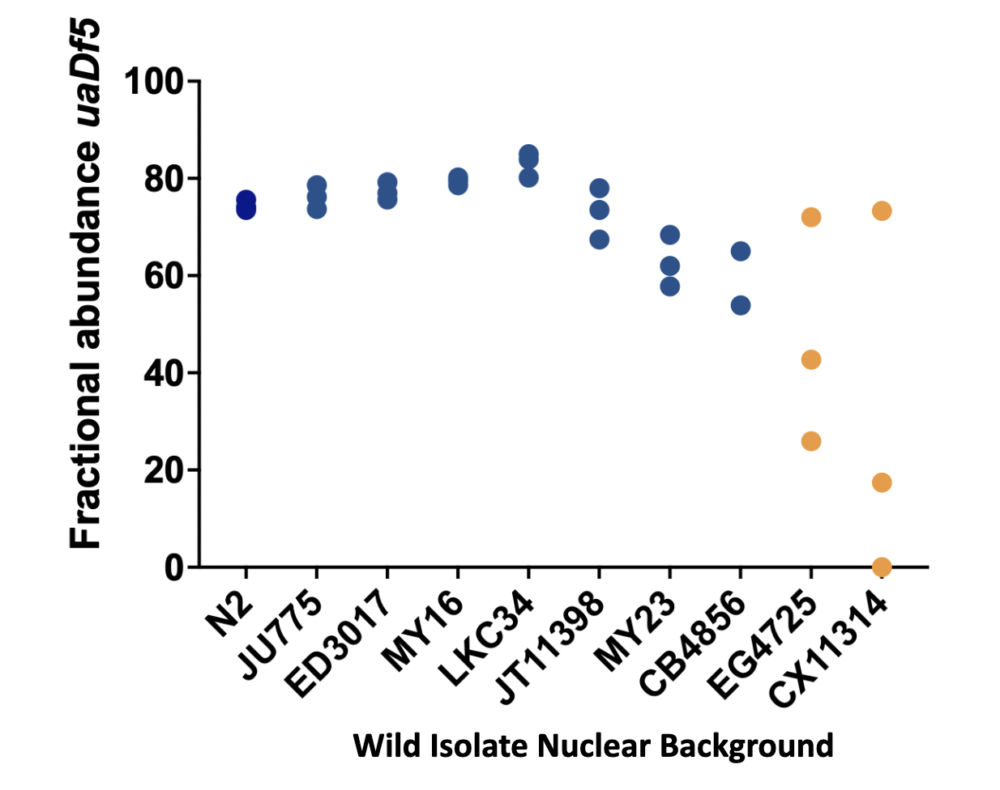 Fractional abundance uaDf5
100
80
60
40
20
0
N2
JU775
ED3017
MY16
LKC34
JT11398
MY23
CB4856
EG4725
CX11314
Wild Isolate Nuclear Background